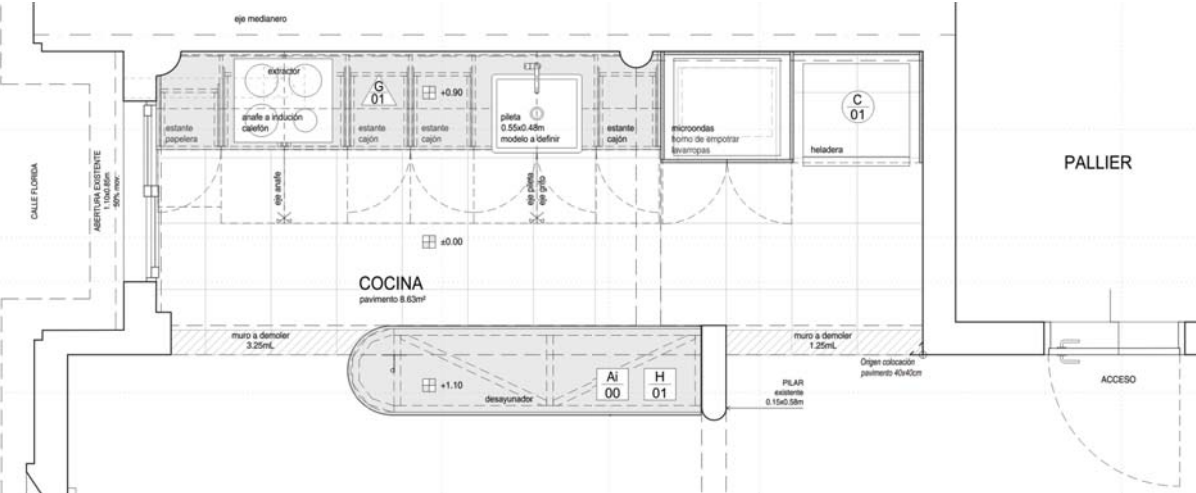 eje medianero
extractor
anafe a indución
calefón
estante
papelera
G
01
+0.90
estante
cajón
estante
cajón
pileta
0.55x0.48m
modelo a definir
estante
cajón
microondas
horno de empotrar
lavarropas
C
01
heladera
PALLIER
CALLE FLORIDA
ABERTURA EXISTENTE
1.10x0.85m
50% mov.
eje anafe
eje pileta
eje grifo
±0.00
COCINA
pavimento 8.63m²
muro a demoler
3.25mL
muro a demoler
1.25mL
Origen colocación
pavimento 40x40cm
+1.10
desayunador
Ai
00
H
01
PILAR
existente
0.15x0.58m
ACCESO